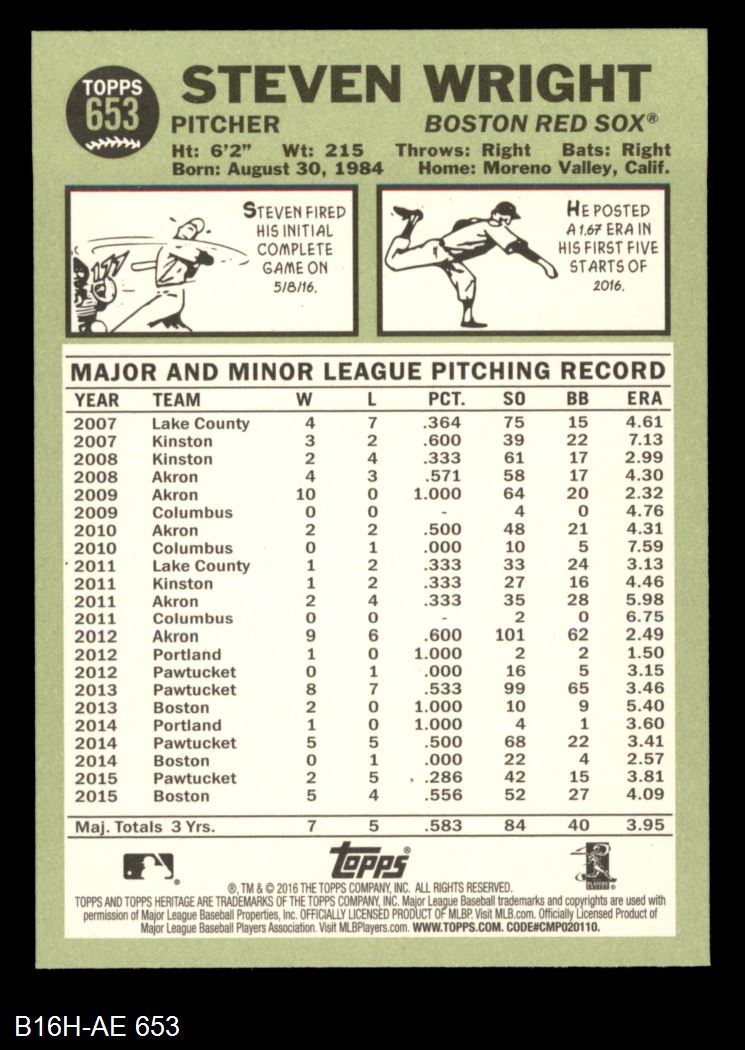 TOPPS
653
STEVEN WRIGHT
PITCHER BOSTON RED SOX®
Ht: 6'2" Wt: 215 Throws: Right Bats: Right
Born: August 30, 1984 Home: Moreno Valley, Calif.
STEVEN FIRED
HIS INITIAL
COMPLETE
GAME ON
5/8/16.
HE POSTED
A 1.67 ERA IN
HIS FIRST FIVE
STARTS OF
2016.
MAJOR AND MINOR LEAGUE PITCHING RECORD
YEAR TEAM W L PCT. SO BB ERA
2007 Lake County 4 7 .364 75 15 4.61
2007 Kinston 3 2 .600 39 22 7.13
2008 Kinston 2 4 .333 61 17 2.99
2008 Akron 4 3 .571 58 17 4.30
2009 Akron 10 0 1.000 64 20 2.32
2009 Columbus 0 0 - 4 0 4.76
2010 Akron 2 2 .500 48 21 4.31
2010 Columbus 0 1 .000 10 5 7.59
2011 Lake County 1 2 .333 33 24 3.13
2011 Kinston 1 2 .333 27 16 4.46
2011 Akron 2 4 .333 35 28 5.98
2011 Columbus 0 0 - 2 0 6.75
2012 Akron 9 6 .600 101 62 2.49
2012 Portland 1 0 1.000 2 2 1.50
2012 Pawtucket 0 1 .000 16 5 3.15
2013 Pawtucket 8 7 .533 99 65 3.46
2013 Boston 2 0 1.000 10 9 5.40
2014 Portland 1 0 1.000 4 1 3.60
2014 Pawtucket 5 5 .500 68 22 3.41
2014 Boston 0 1 .000 22 4 2.57
2015 Pawtucket 2 5 .286 42 15 3.81
2015 Boston 5 4 .556 52 27 4.09
Maj. Totals 3 Yrs. 7 5 .583 84 40 3.95
Topps®
®, TM & © 2016 THE TOPPS COMPANY, INC. ALL RIGHTS RESERVED.
TOPPS AND TOPPS HERITAGE ARE TRADEMARKS OF THE TOPPS COMPANY, INC. Major League Baseball trademarks and copyrights are used with
permission of Major League Baseball Properties, Inc. OFFICIALLY LICENSED PRODUCT OF MLBP. Visit MLB.com. Officially Licensed Product of
Major League Baseball Players Association. Visit MLBPlayers.com. WWW.TOPPS.COM. CODE#CMP020110.
B16H-AE 653